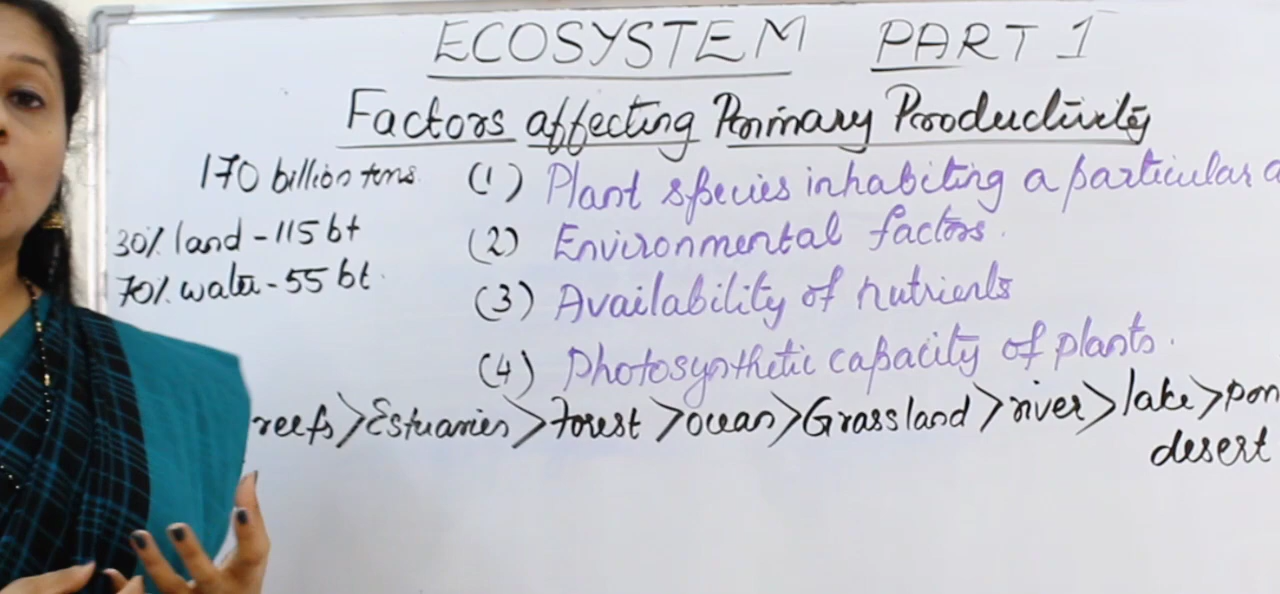 ECOSYSTEM PART 1
Factors affecting Primary Productivity
170 billion tons
(1) Plant species inhabiting a particular a
30% land - 115 bt
(2) Environmental factors.
70% water - 55 bt.
(3) Availability of nutrients
(4) Photosynthetic capacity of plants.
reefs > Estuaries > forest > ocean > Grassland > river > lake > pon
desert